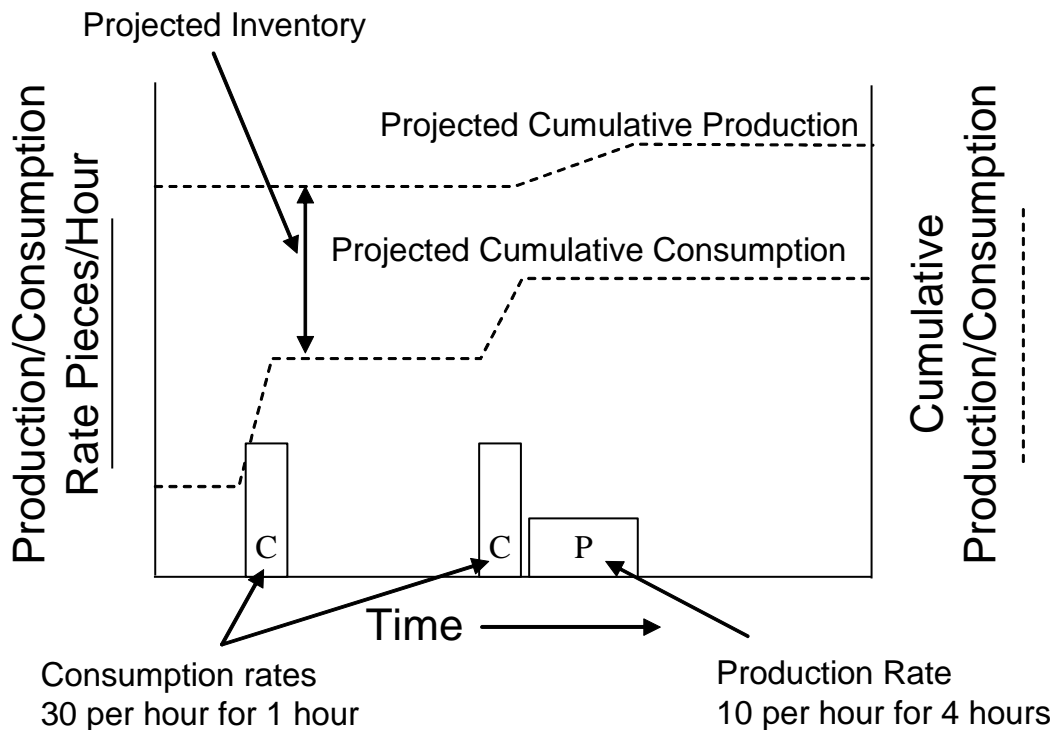 Projected Inventory
Production/Consumption
Rate Pieces/Hour
Projected Cumulative Production
Projected Cumulative Consumption
Cumulative
Production/Consumption
C
C
P
Time
Consumption rates
30 per hour for 1 hour
Production Rate
10 per hour for 4 hours